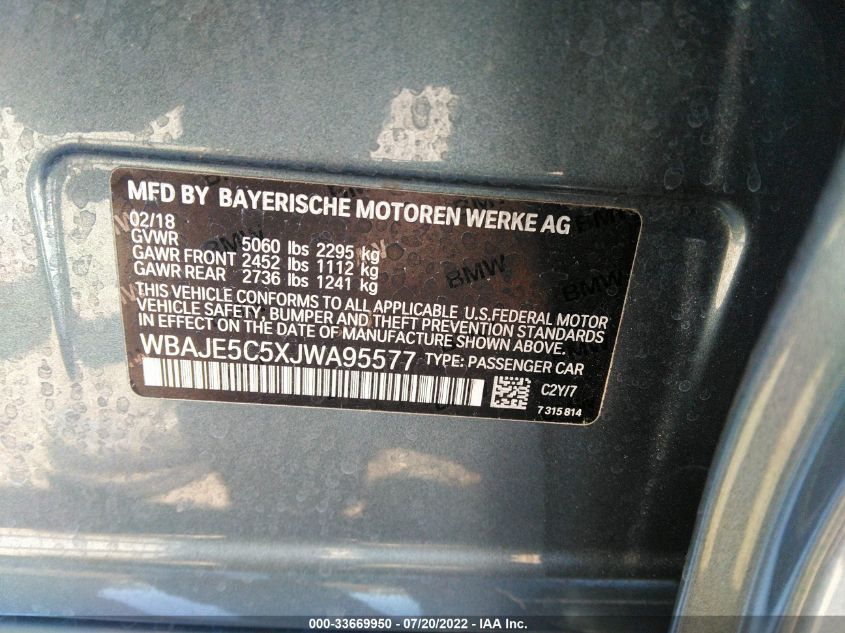 MFD BY BAYERISCHE MOTOREN WERKE AG
02/18
GVWR 5060 lbs 2295 kg
GAWR FRONT 2452 lbs 1112 kg
GAWR REAR 2736 lbs 1241 kg
THIS VEHICLE CONFORMS TO ALL APPLICABLE U.S.FEDERAL MOTOR
VEHICLE SAFETY, BUMPER AND THEFT PREVENTION STANDARDS
IN EFFECT ON THE DATE OF MANUFACTURE SHOWN ABOVE.
WBAJE5C5XJWA95577 TYPE: PASSENGER CAR
C2Y/7
7 315 814
BMW
BMW
BMW
000-33669950 - 07/20/2022 - IAA Inc.